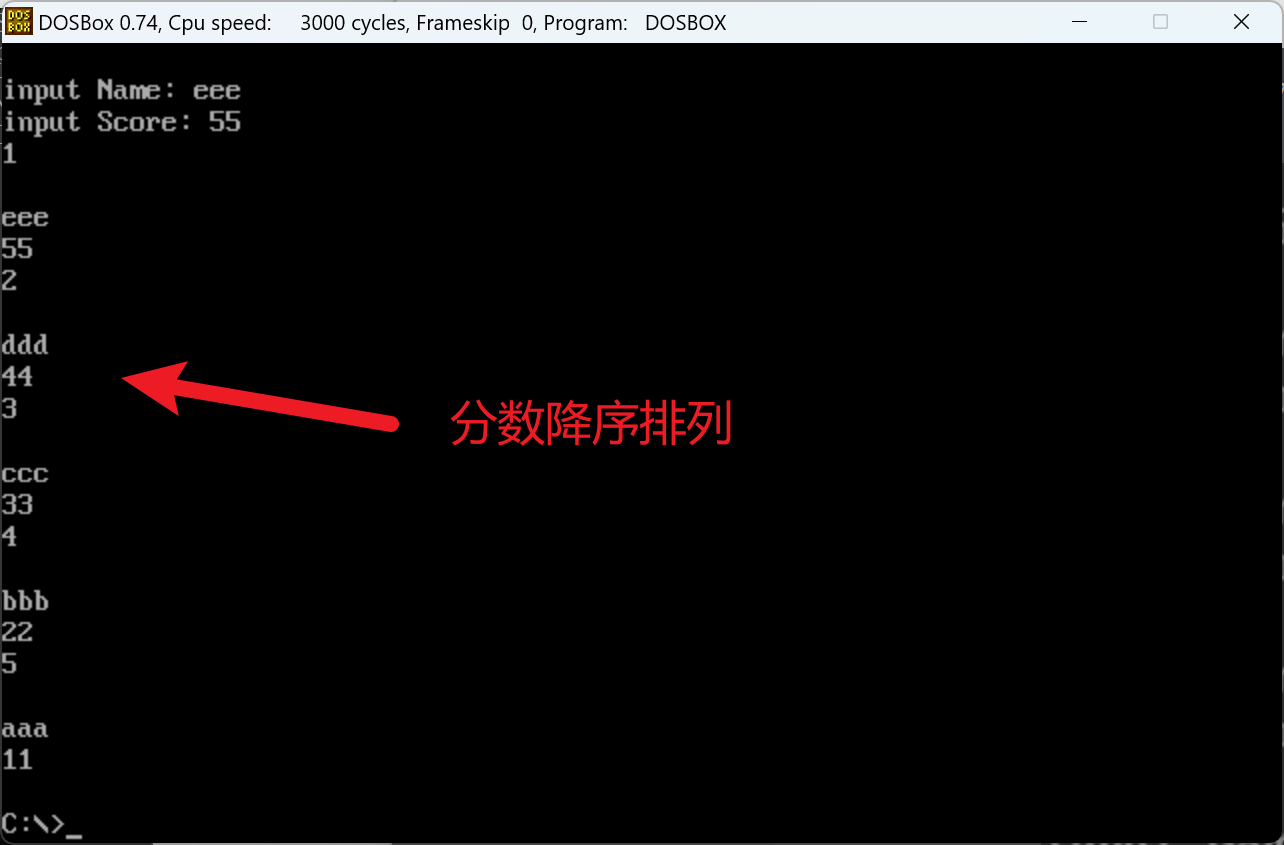 DOSBox 0.74, Cpu speed: 3000 cycles, Frameskip 0, Program: DOSBOX
input Name: eee
input Score: 55
1
eee
55
2
ddd
44
3
分数降序排列
ccc
33
4
bbb
22
5
aaa
11
C:\>_